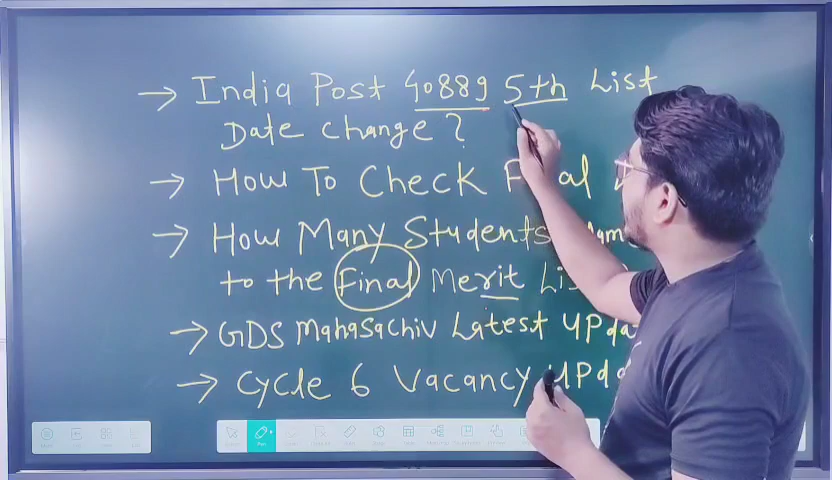 → India Post 40889 5th List
Date Change ?
→ How To Check
→ How Many Students
to the Final Merit
→ GDS Mahasachiv Latest
→ Cycle 6 Vacancy